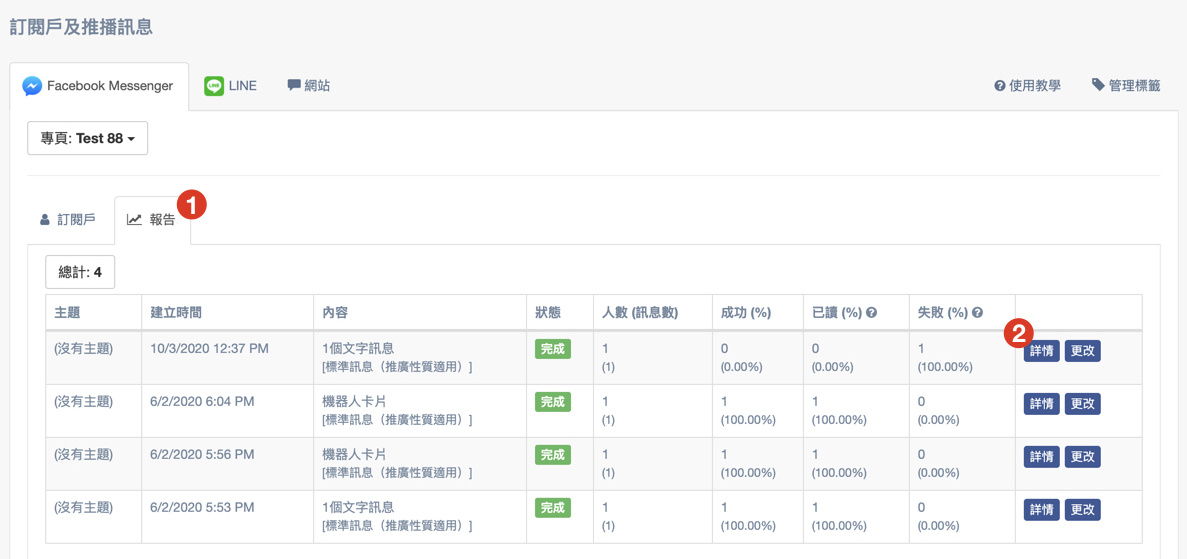 訂閱戶及推播訊息
Facebook Messenger LINE LINE 網站 使用教學 管理標籤
專頁: Test 88
訂閱戶 報告 1
總計: 4
主題 建立時間 內容 狀態 人數 (訊息數) 成功 (%) 已讀 (%) 失敗 (%)
(沒有主題) 10/3/2020 12:37 PM 1個文字訊息 完成 1 0 0 1 2 詳情 更改
[標準訊息（推廣性質適用）] (1) (0.00%) (0.00%) (100.00%)
(沒有主題) 6/2/2020 6:04 PM 機器人卡片 完成 1 1 1 0 詳情 更改
[標準訊息（推廣性質適用）] (1) (100.00%) (100.00%) (0.00%)
(沒有主題) 6/2/2020 5:56 PM 機器人卡片 完成 1 1 1 0 詳情 更改
[標準訊息（推廣性質適用）] (1) (100.00%) (100.00%) (0.00%)
(沒有主題) 6/2/2020 5:53 PM 1個文字訊息 完成 1 1 1 0 詳情 更改
[標準訊息（推廣性質適用）] (1) (100.00%) (100.00%) (0.00%)